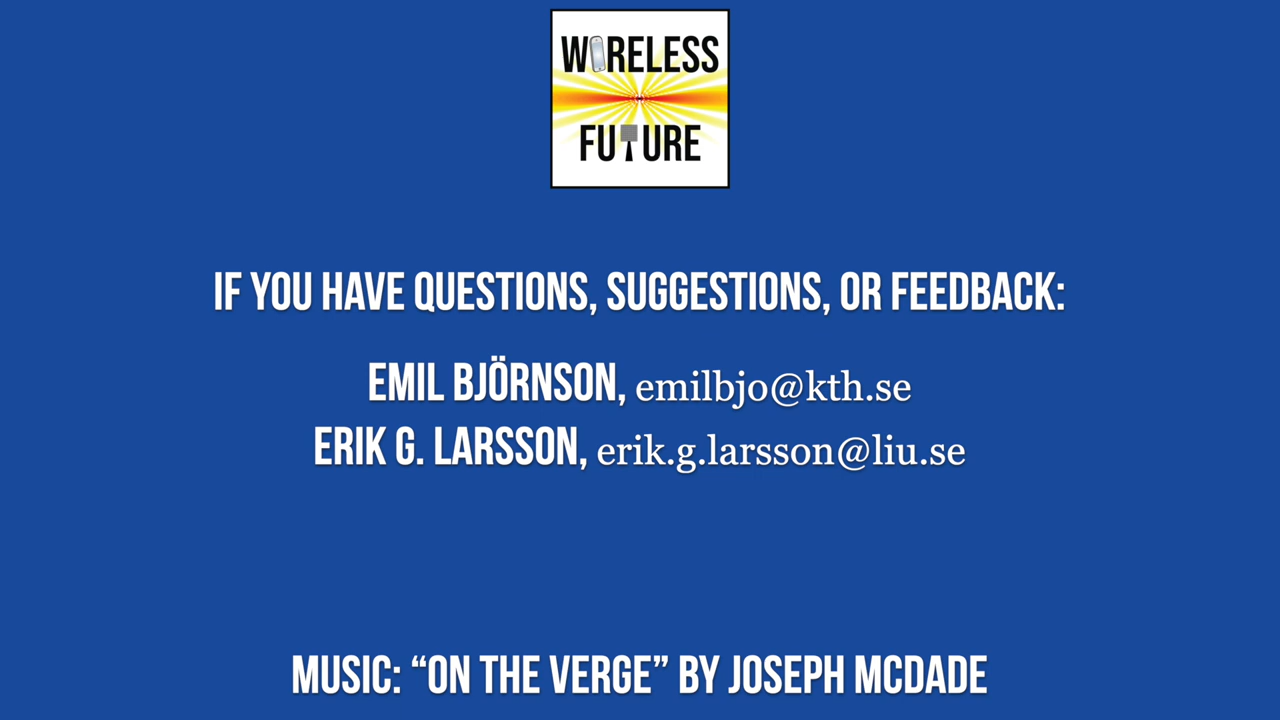 WIRELESS
FUTURE
IF YOU HAVE QUESTIONS, SUGGESTIONS, OR FEEDBACK:
EMIL BJÖRNSON, emilbjo@kth.se
ERIK G. LARSSON, erik.g.larsson@liu.se
MUSIC: “ON THE VERGE” BY JOSEPH MCDADE